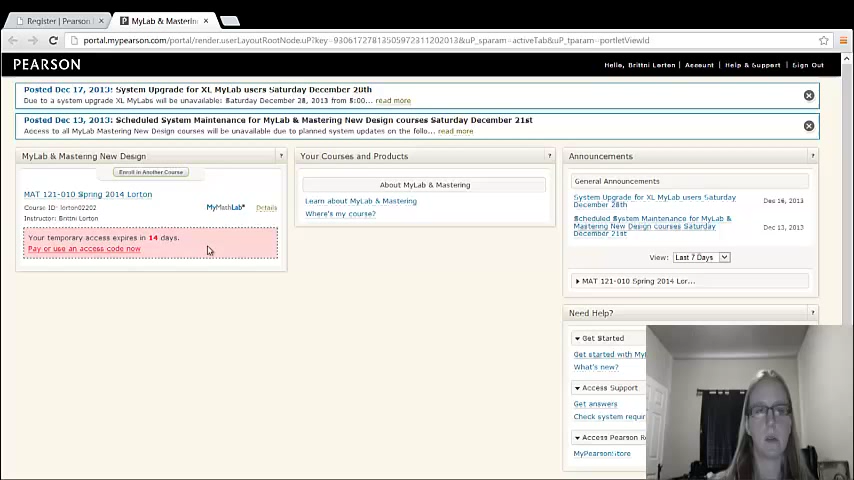 Register | Pearson
MyLab & Masterin
portal.mypearson.com/portal/render.userLayoutRootNode.uP?key=930617278135059723112020138uP_sparam=activeTab&uP_tparam=portletViewId
PEARSON
Hello, Brittni Lorton | Account | Help & Support | Sign Out
Posted Dec 17, 2013: System Upgrade for XL MyLab users Saturday December 28th
Due to a system upgrade XL MyLabs will be unavailable: Saturday December 28, 2013 from 8:00... read more
Posted Dec 13, 2013: Scheduled System Maintenance for MyLab & Mastering New Design courses Saturday December 21st
Access to all MyLab Mastering New Design courses will be unavailable due to planned system updates on the follo... read more
MyLab & Mastering New Design ?
Enroll in Another Course
MAT 121-010 Spring 2014 Lorton
Course ID: lorton02202
MyMathLab®
Details
Instructor: Brittni Lorton
Your temporary access expires in 14 days.
Pay or use an access code now
Your Courses and Products ?
About MyLab & Mastering
Learn about MyLab & Mastering
Where's my course?
Announcements ?
General Announcements
System Upgrade for XL MyLab users Saturday
December 28th
Dec 16, 2013
Scheduled System Maintenance for MyLab &
Mastering New Design courses Saturday
December 21st
Dec 13, 2013
View: Last 7 Days
MAT 121-010 Spring 2014 Lor...
Need Help? ?
Get Started
Get started with MyL
What's new?
Access Support
Get answers
Check system requir
Access Pearson R
MyPearsonStore